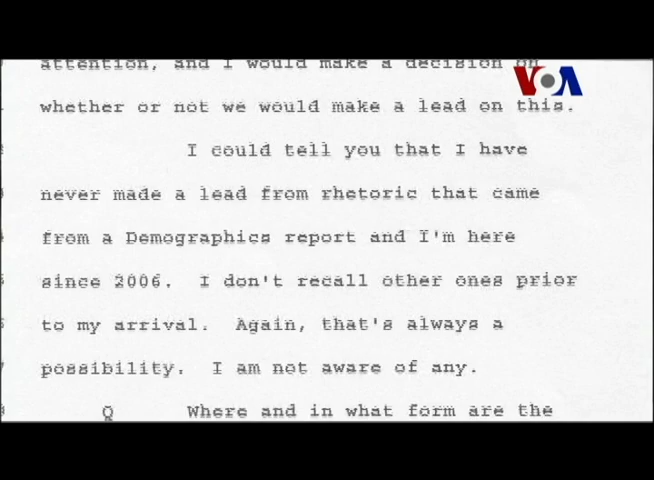 attention, and I would make a decision on
VOA
whether or not we would make a lead on this.
I could tell you that I have
never made a lead from rhetoric that came
from a Demographics report and I'm here
since 2006. I don't recall other ones prior
to my arrival. Again, that's always a
possibility. I am not aware of any.
Q Where and in what form are the